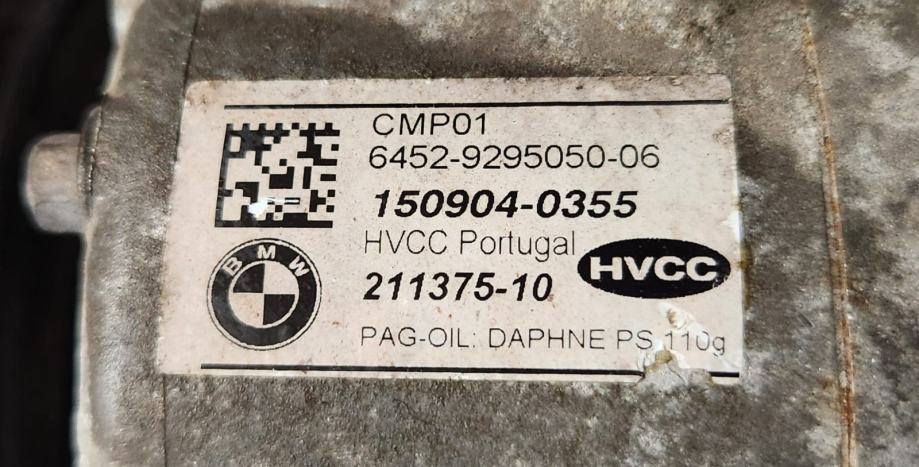 CMP01
6452-9295050-06
150904-0355
HVCC Portugal
HVCC
BMW
211375-10
PAG-OIL: DAPHNE PS 110g